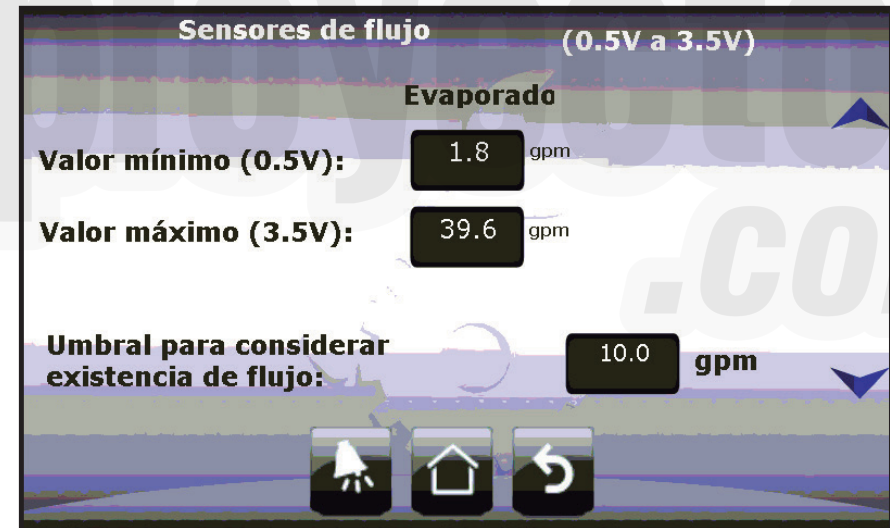 Sensores de flujo (0.5V a 3.5V)
Evaporado
Valor mínimo (0.5V): 1.8 gpm
Valor máximo (3.5V): 39.6 gpm
Umbral para considerar
existencia de flujo: 10.0 gpm